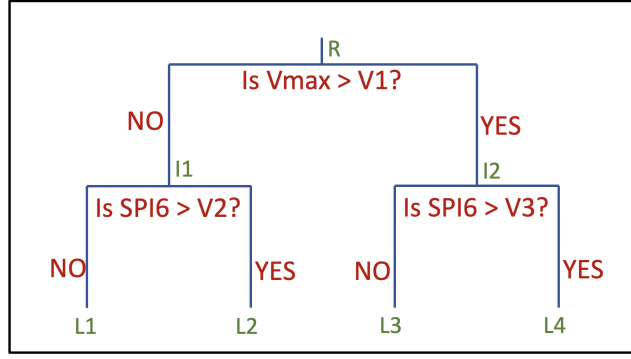 R
Is Vmax > V1?
NO
YES
I1
I2
Is SPI6 > V2?
Is SPI6 > V3?
NO
YES
NO
YES
L1
L2
L3
L4